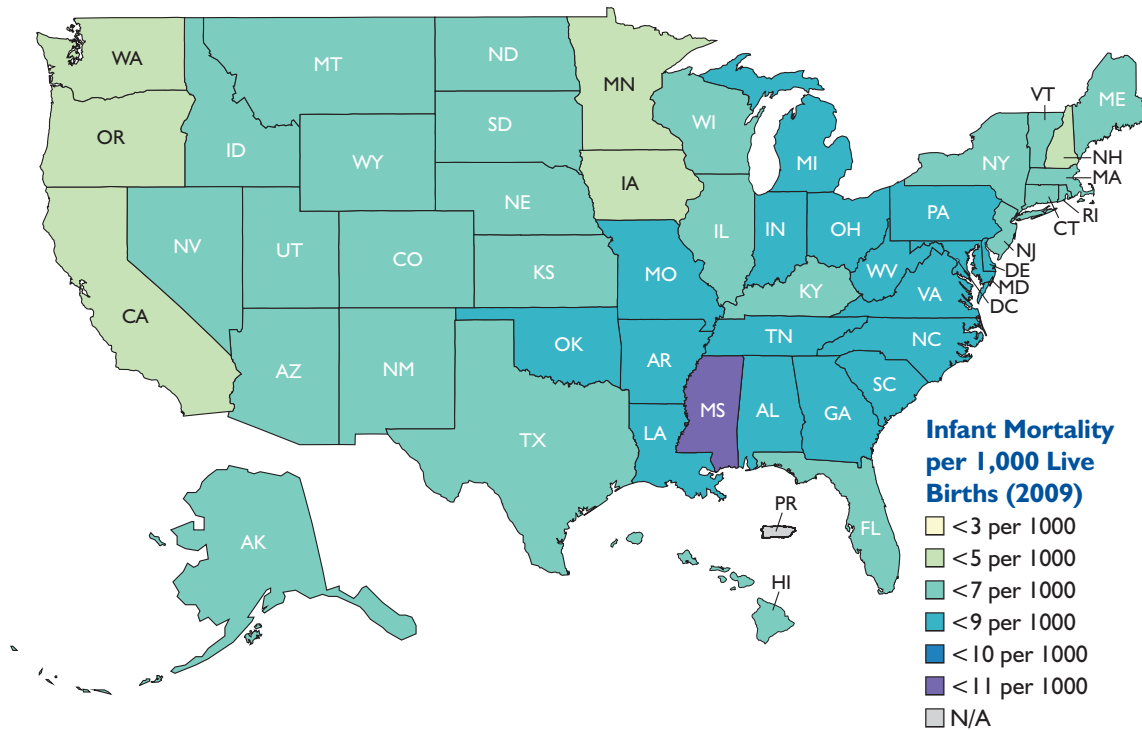 WA
MT
ND
MN
VT
ME
OR
ID
SD
WI
MI
NY
NH
MA
WY
IA
NE
PA
RI
CT
NV
UT
CO
IL
IN
OH
NJ
KS
MO
WV
DE
MD
KY
VA
DC
CA
AZ
NM
OK
AR
TN
NC
SC
MS
AL
GA
TX
LA
Infant Mortality
per 1,000 Live
Births (2009)
PR
FL
AK
HI
<3 per 1000
<5 per 1000
<7 per 1000
<9 per 1000
<10 per 1000
<11 per 1000
N/A